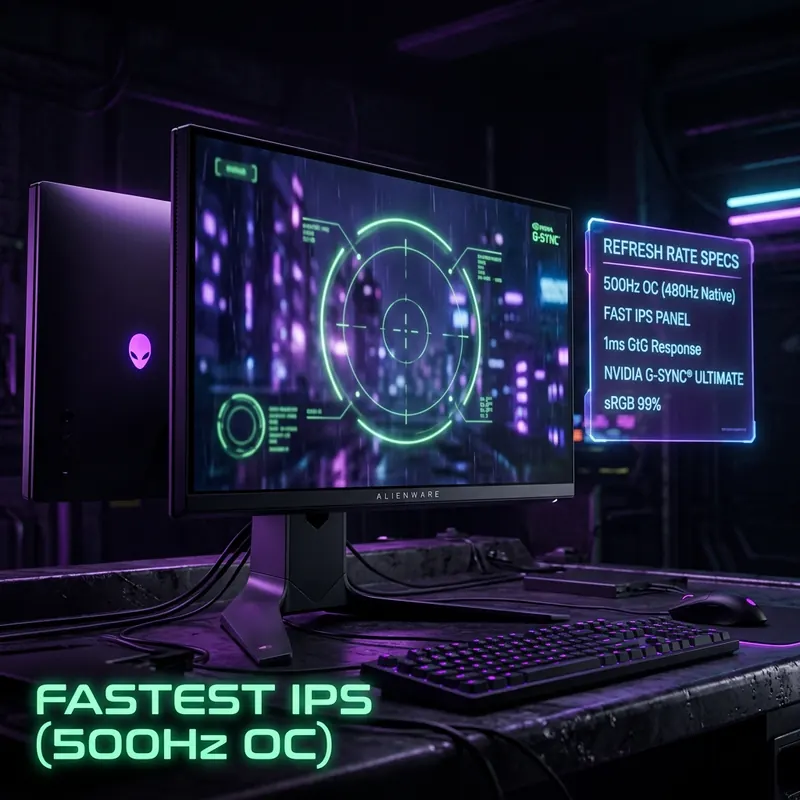 NVIDIA
G-SYNC
REFRESH RATE SPECS
500Hz OC (480Hz Native)
FAST IPS PANEL
1ms GtG Response
NVIDIA G-SYNC® ULTIMATE
sRGB 99%
ALIENWARE
FASTEST IPS
(500Hz OC)